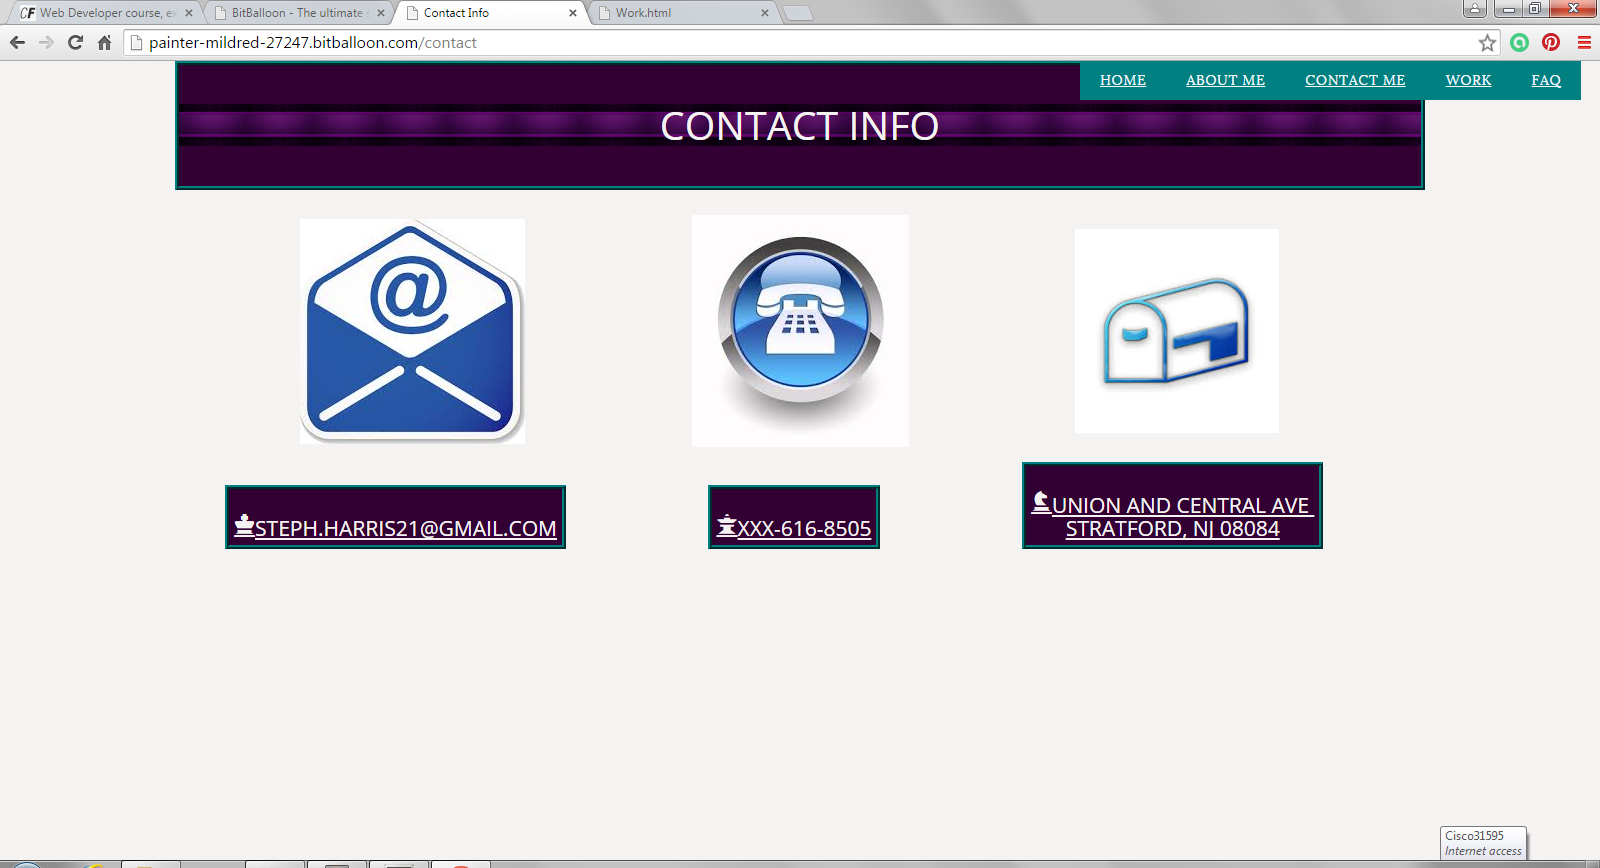 CF Web Developer course, ex
BitBalloon - The ultimate s
Contact Info
Work.html
painter-mildred-27247.bitballoon.com/contact
HOME ABOUT ME CONTACT ME WORK FAQ
CONTACT INFO
@
STEPH.HARRIS21@GMAIL.COM
XXX-616-8505
UNION AND CENTRAL AVE
STRATFORD, NJ 08084
Cisco31595
Internet access